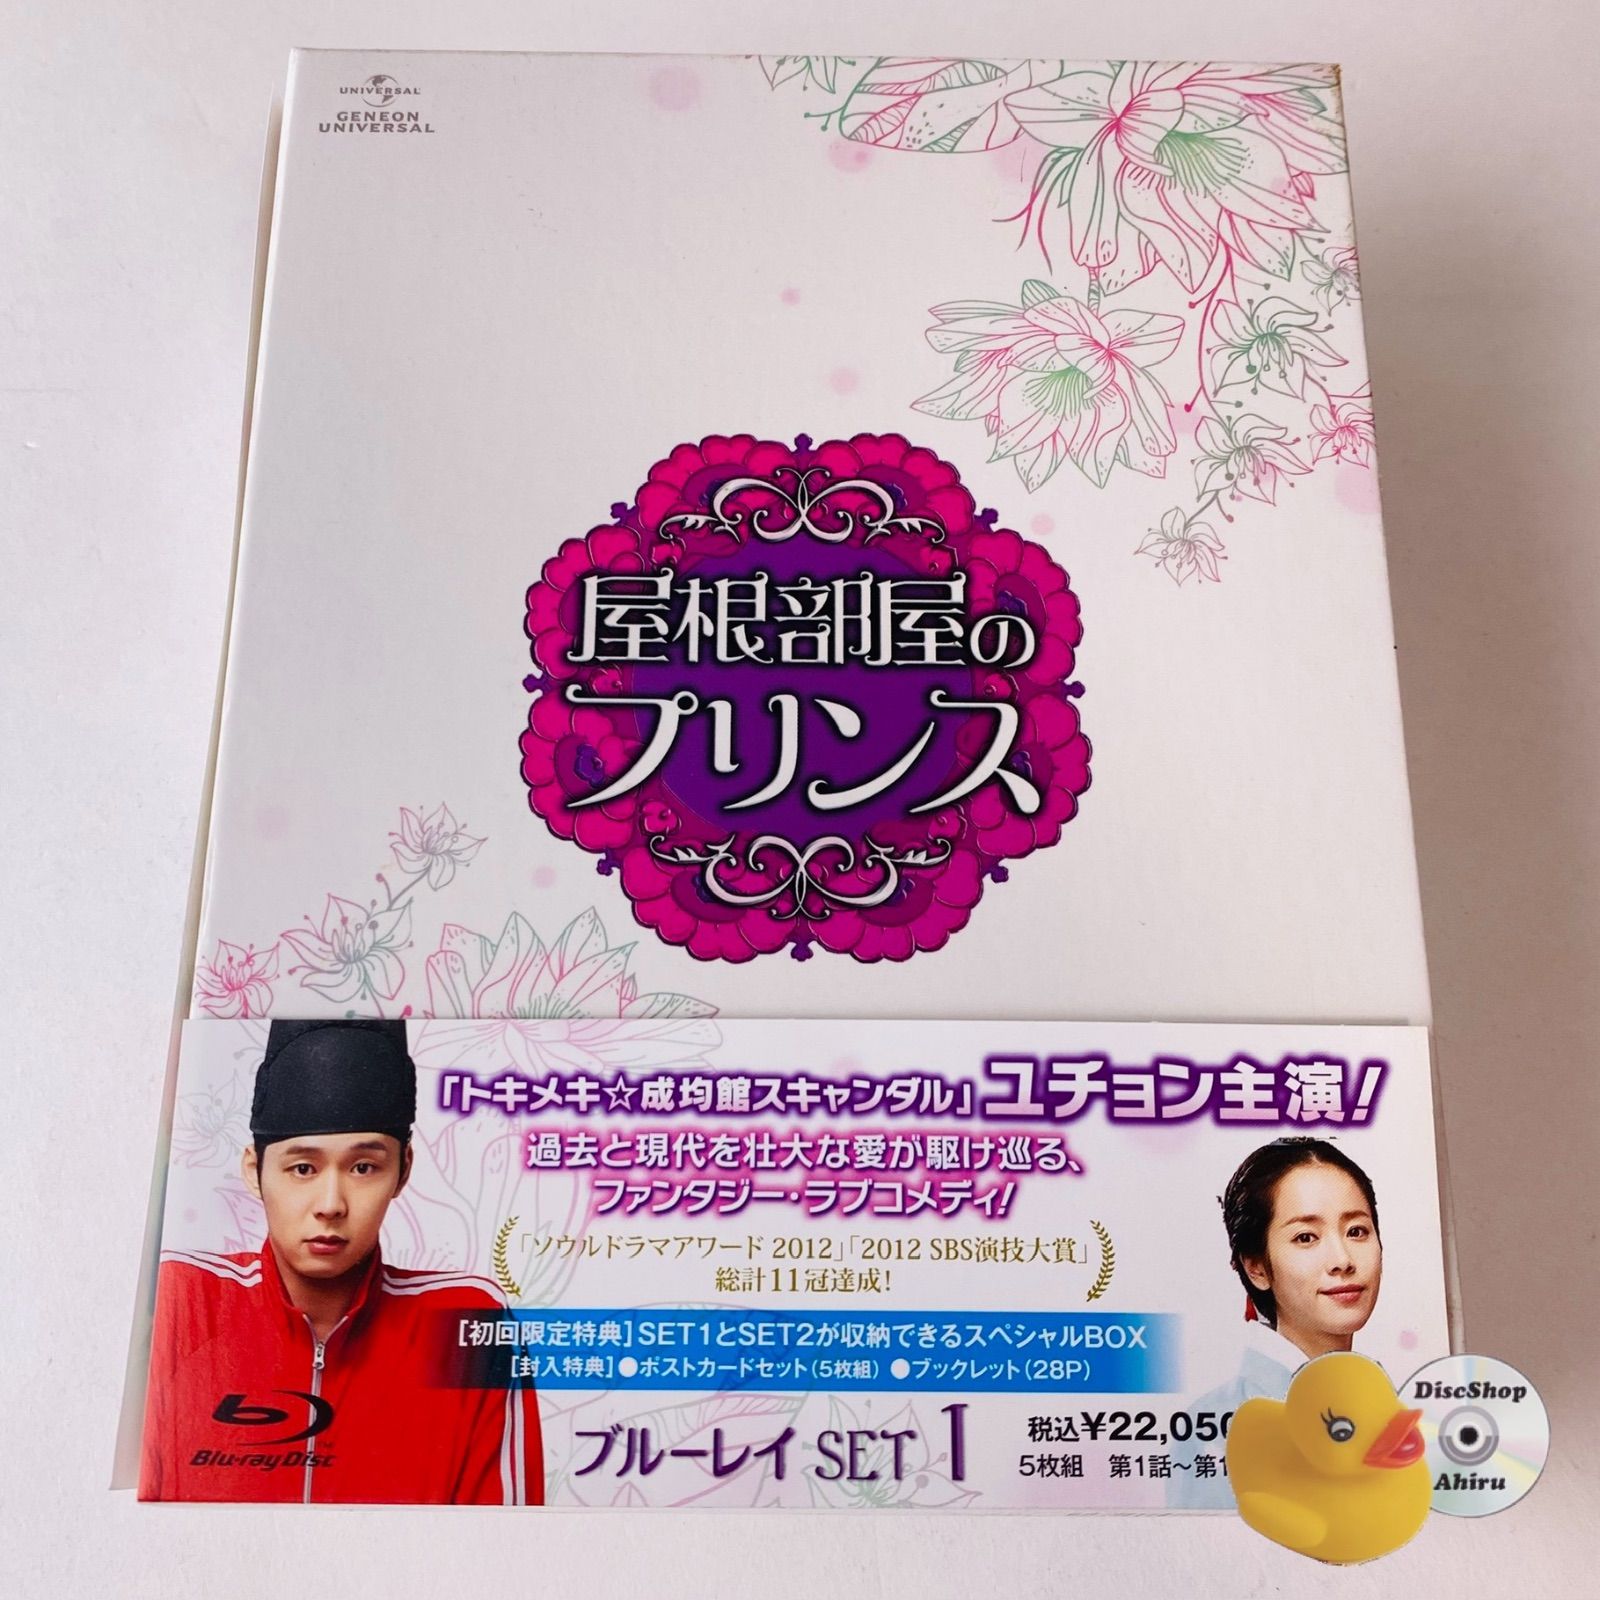 UNIVERSAL
GENEON
UNIVERSAL
屋根部屋の
プリンス
「トキメキ☆成均館スキャンダル」ユチョン主演!
過去と現代を壮大な愛が駆け巡る、
ファンタジー・ラブコメディ!
「ソウルドラマアワード 2012」「2012 SBS演技大賞」
総計11冠達成!
[初回限定特典]SET1とSET2が収納できるスペシャルBOX
[封入特典]●ポストカードセット(5枚組) ●ブックレット(28P)
Blu-ray Disc
ブルーレイ SET 1
税込¥22,050
5枚組 第1話〜第1
DiscShop
Ahiru